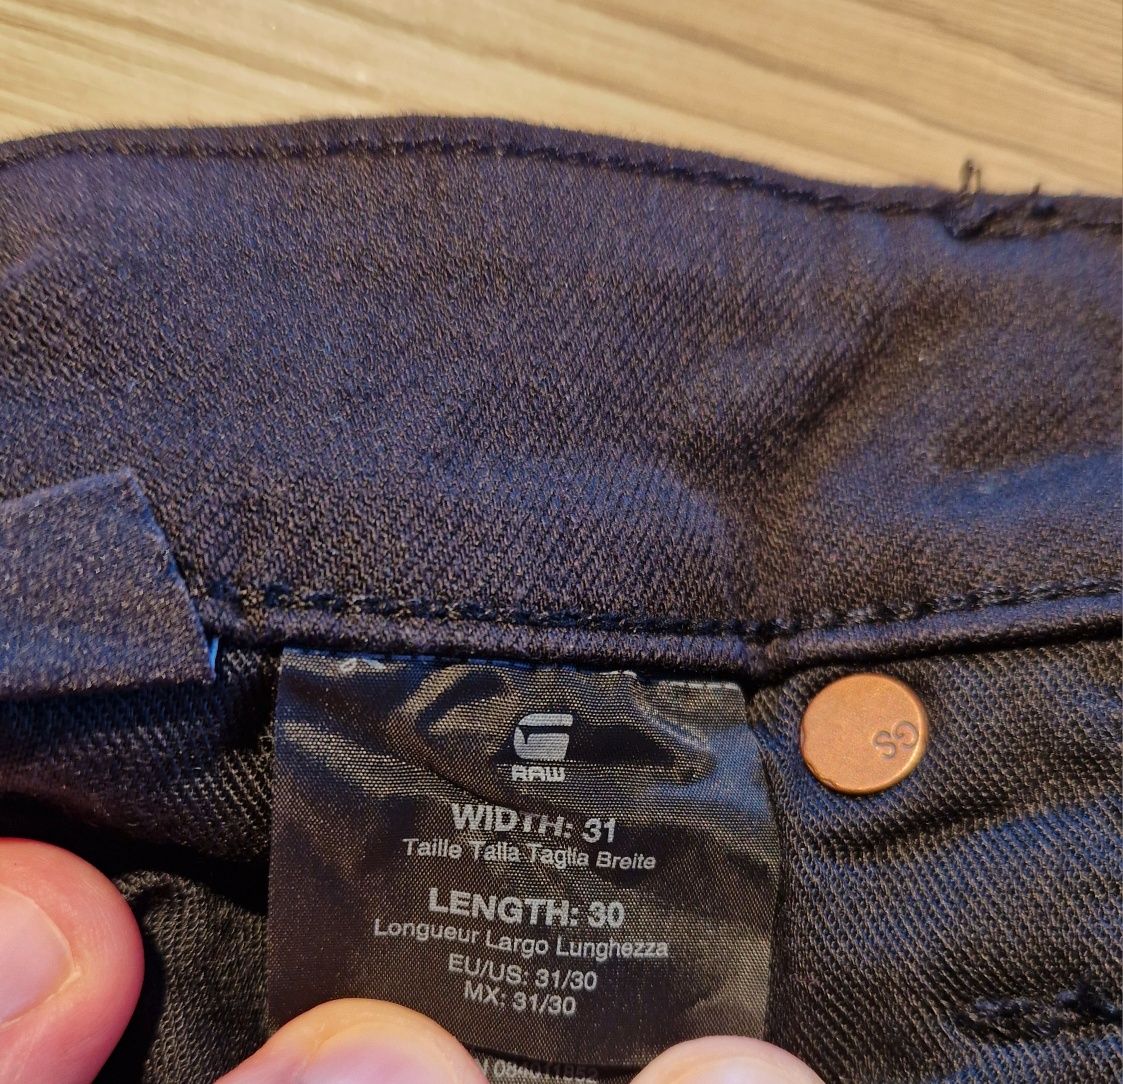 G
RAW
WIDTH: 31
Taille Talla Taglia Breite
LENGTH: 30
Longueur Largo Lunghezza
EU/US: 31/30
MX: 31/30
GS